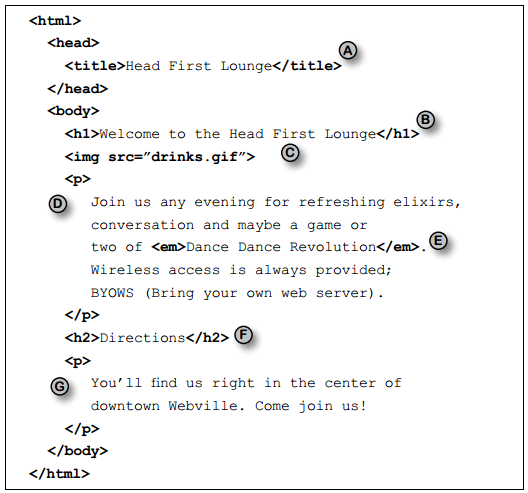 <html>
<head>
<title>Head First Lounge</title> A
</head>
<body>
<h1>Welcome to the Head First Lounge</h1> B
<img src=”drinks.gif”> C
<p>
D Join us any evening for refreshing elixirs,
conversation and maybe a game or
two of <em>Dance Dance Revolution</em>. E
Wireless access is always provided;
BYOWS (Bring your own web server).
</p>
<h2>Directions</h2> F
<p>
G You’ll find us right in the center of
downtown Webville. Come join us!
</p>
</body>
</html>